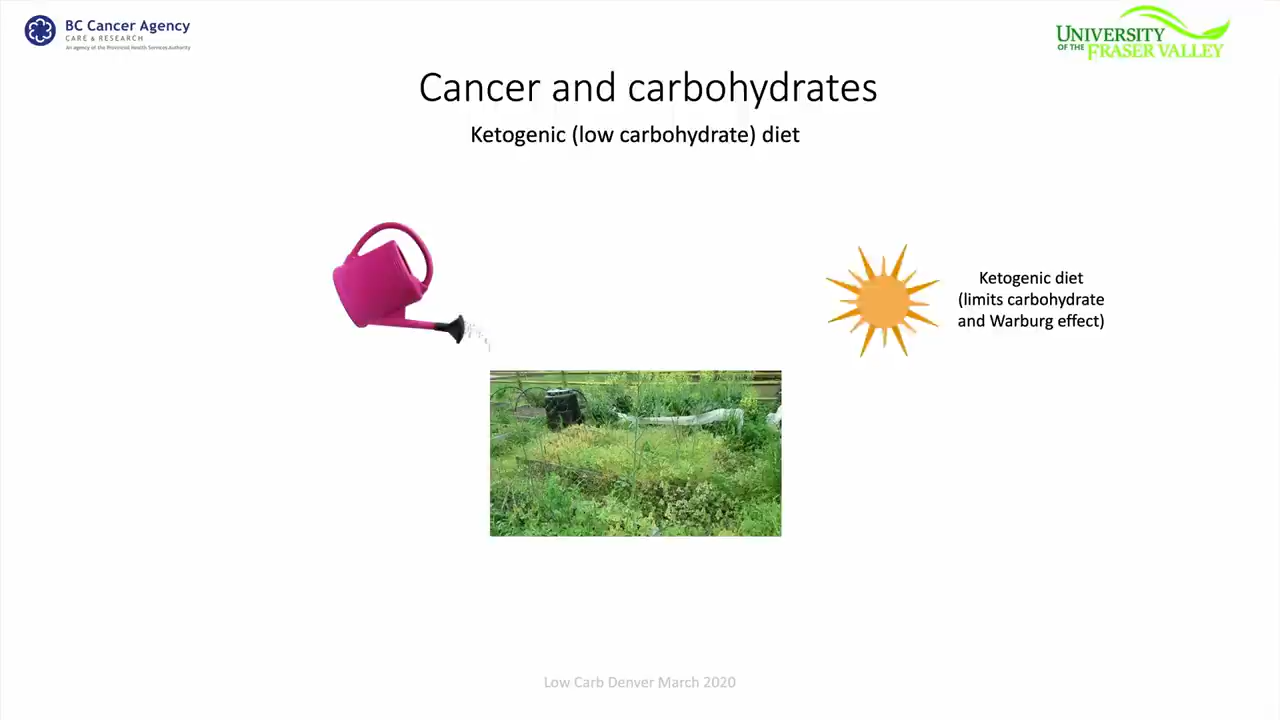 BC Cancer Agency
CARE & RESEARCH
An agency of the Provincial Health Services Authority
UNIVERSITY
OF THE FRASER VALLEY
Cancer and carbohydrates
Ketogenic (low carbohydrate) diet
Ketogenic diet
(limits carbohydrate
and Warburg effect)
Low Carb Denver March 2020